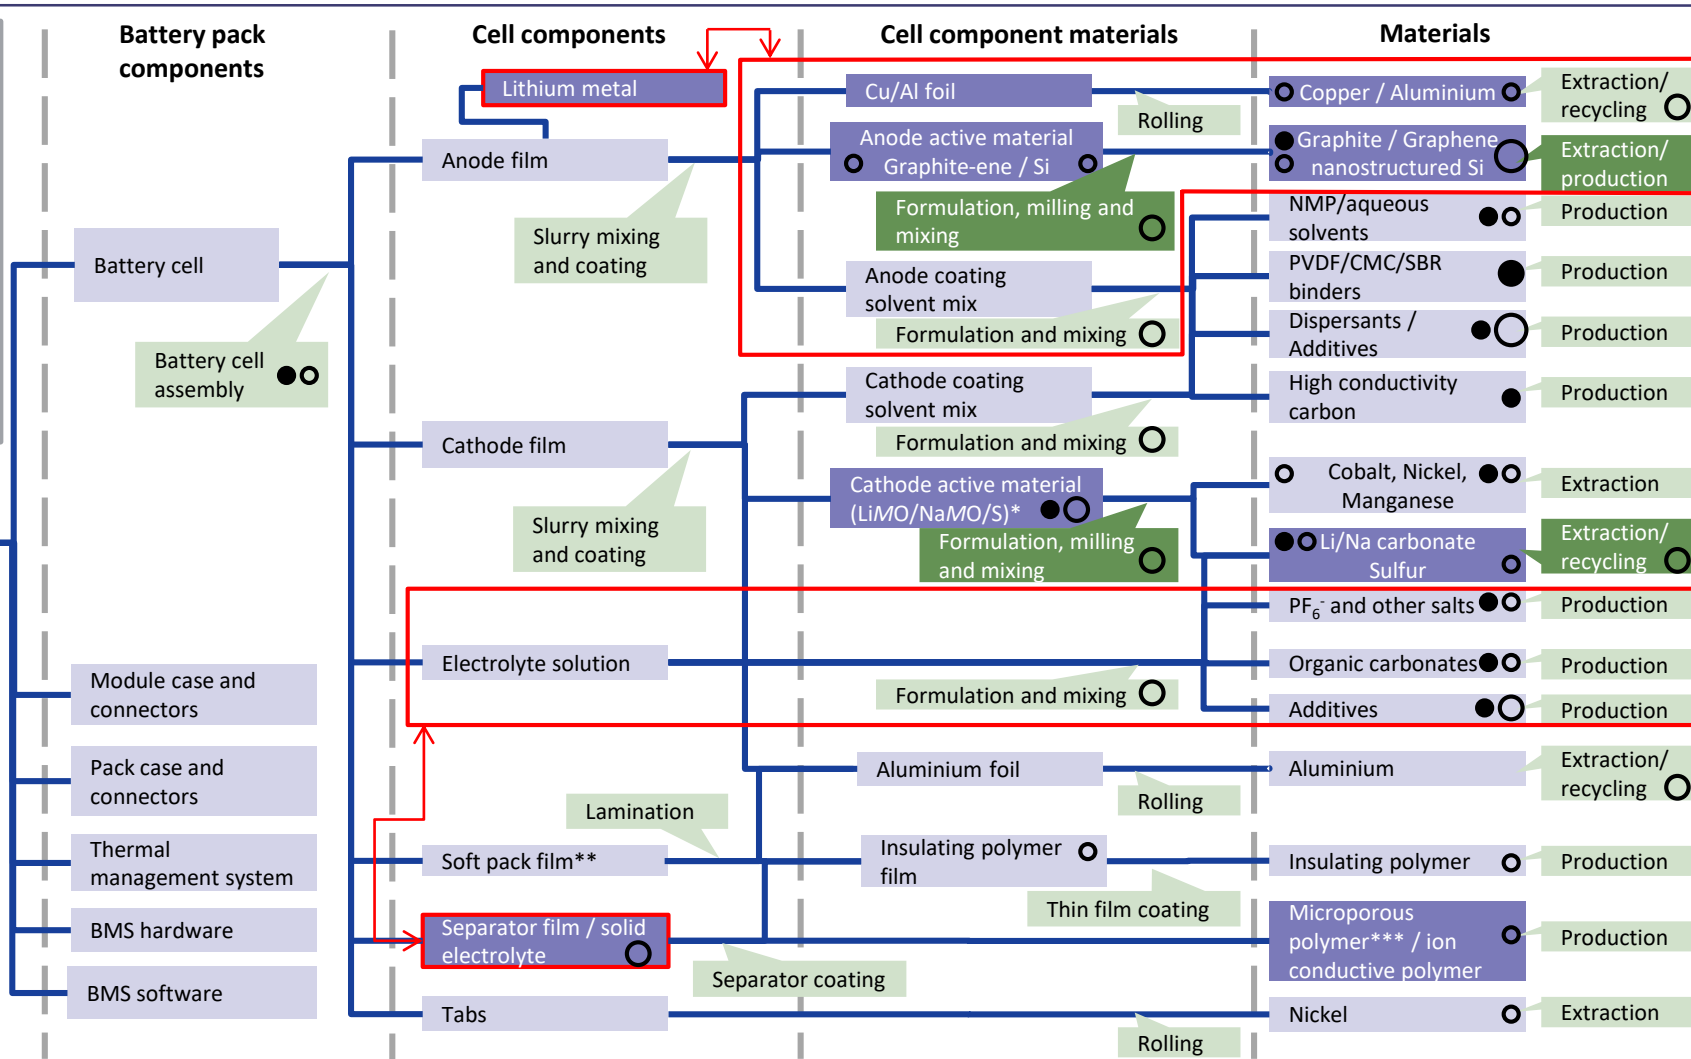 Battery pack
components
Cell components
Cell component materials
Materials
Lithium metal
Cu/Al foil
Rolling
Copper / Aluminium
Extraction/
recycling
Anode film
Anode active material
Graphite-ene / Si
Graphite / Graphene
nanostructured Si
Extraction/
production
Formulation, milling and
mixing
Slurry mixing
and coating
NMP/aqueous
solvents
Production
Battery cell
Anode coating
solvent mix
PVDF/CMC/SBR
binders
Production
Formulation and mixing
Dispersants /
Additives
Production
Battery cell
assembly
Cathode coating
solvent mix
High conductivity
carbon
Production
Formulation and mixing
Cathode film
Cathode active material
(LiMO/NaMO/S)*
Cobalt, Nickel,
Manganese
Extraction
Slurry mixing
and coating
Formulation, milling
and mixing
Li/Na carbonate
Sulfur
Extraction/
recycling
PF6- and other salts
Production
Electrolyte solution
Organic carbonates
Production
Formulation and mixing
Additives
Production
Module case and
connectors
Pack case and
connectors
Aluminium foil
Rolling
Aluminium
Extraction/
recycling
Lamination
Thermal
management system
Soft pack film**
Insulating polymer
film
Insulating polymer
Production
Thin film coating
BMS hardware
Separator film / solid
electrolyte
Microporous
polymer*** / ion
conductive polymer
Production
Separator coating
BMS software
Tabs
Rolling
Nickel
Extraction